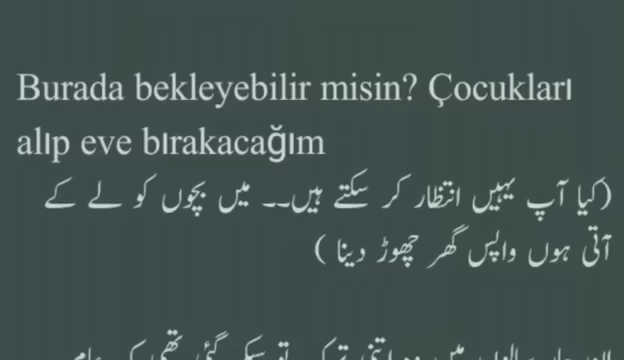 Burada bekleyebilir misin? Çocukları
alıp eve bırakacağım
(کیا آپ یہیں انتظار کر سکتے ہیں۔۔ میں بچوں کو لے کے
آتی ہوں واپس گھر چھوڑ دینا )